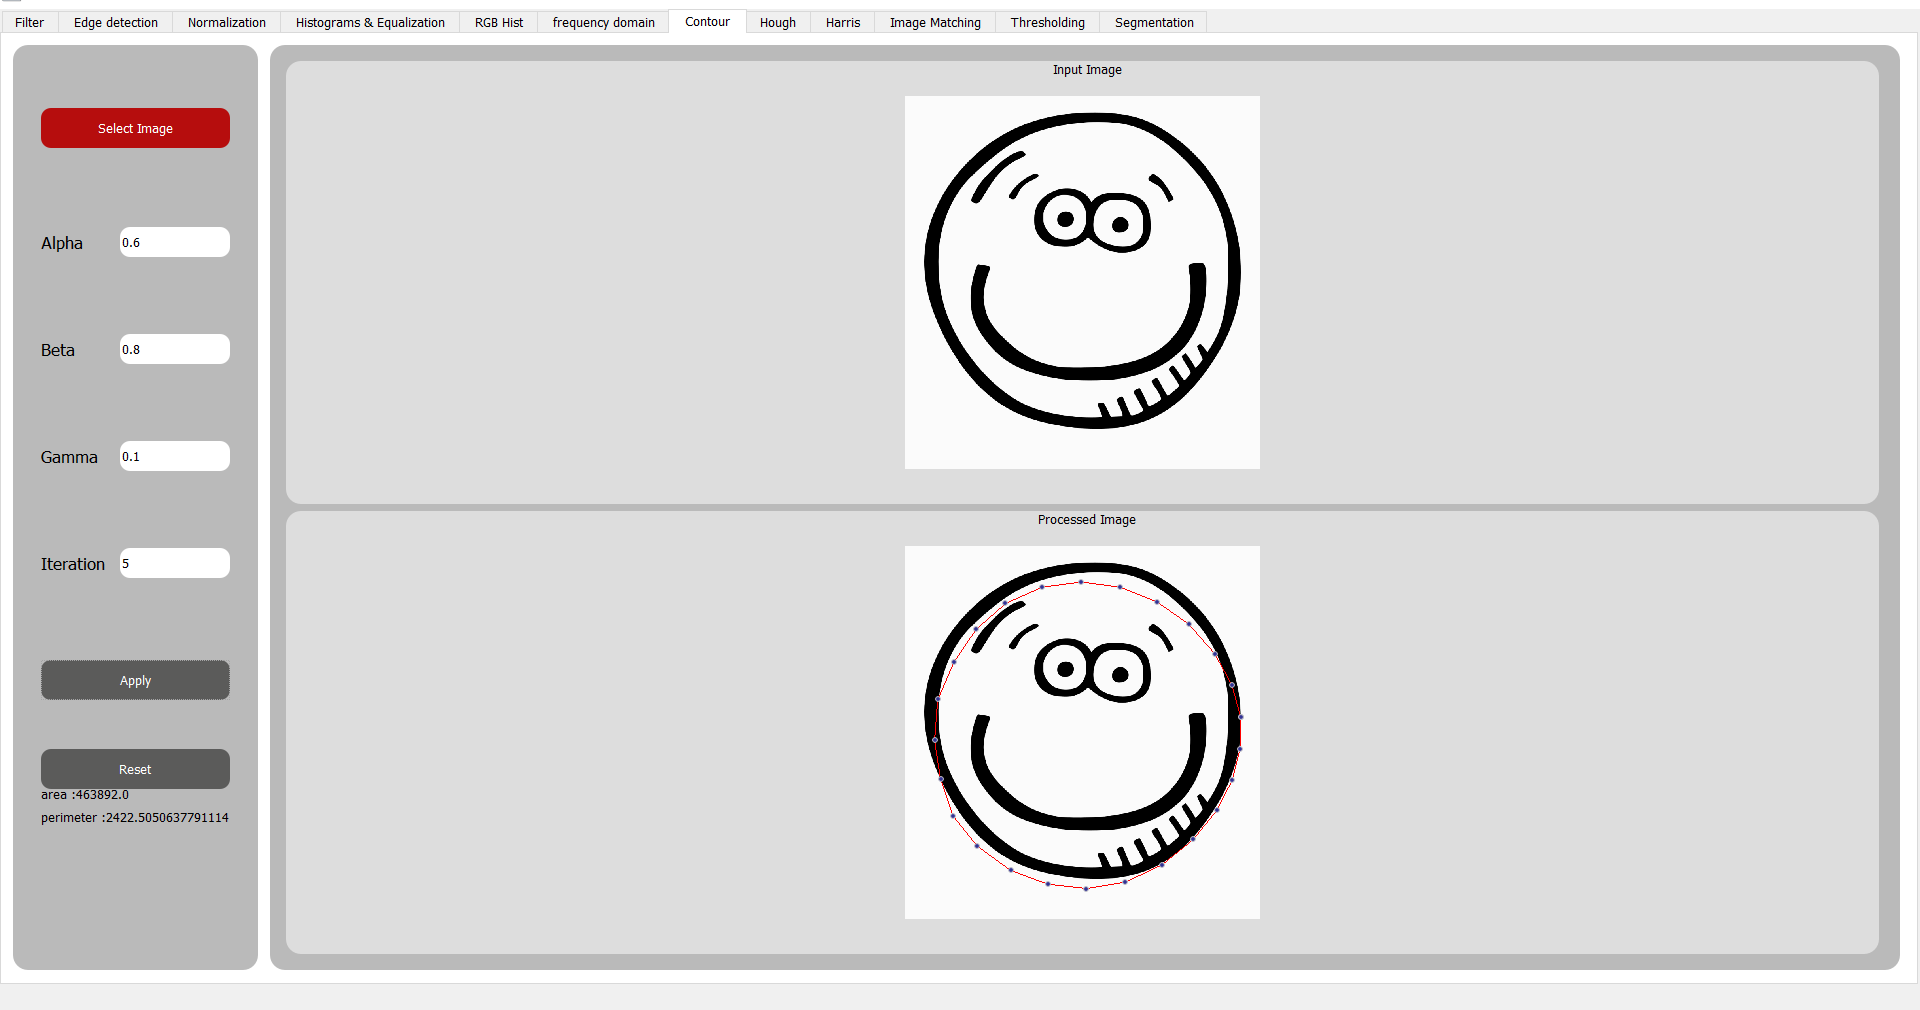 Filter
Edge detection
Normalization
Histograms & Equalization
RGB Hist
frequency domain
Contour
Hough
Harris
Image Matching
Thresholding
Segmentation
Select Image
Alpha 0.6
Beta 0.8
Gamma 0.1
Iteration 5
Apply
Reset
area :463892.0
perimeter :2422.5050637791114
Input Image
Processed Image